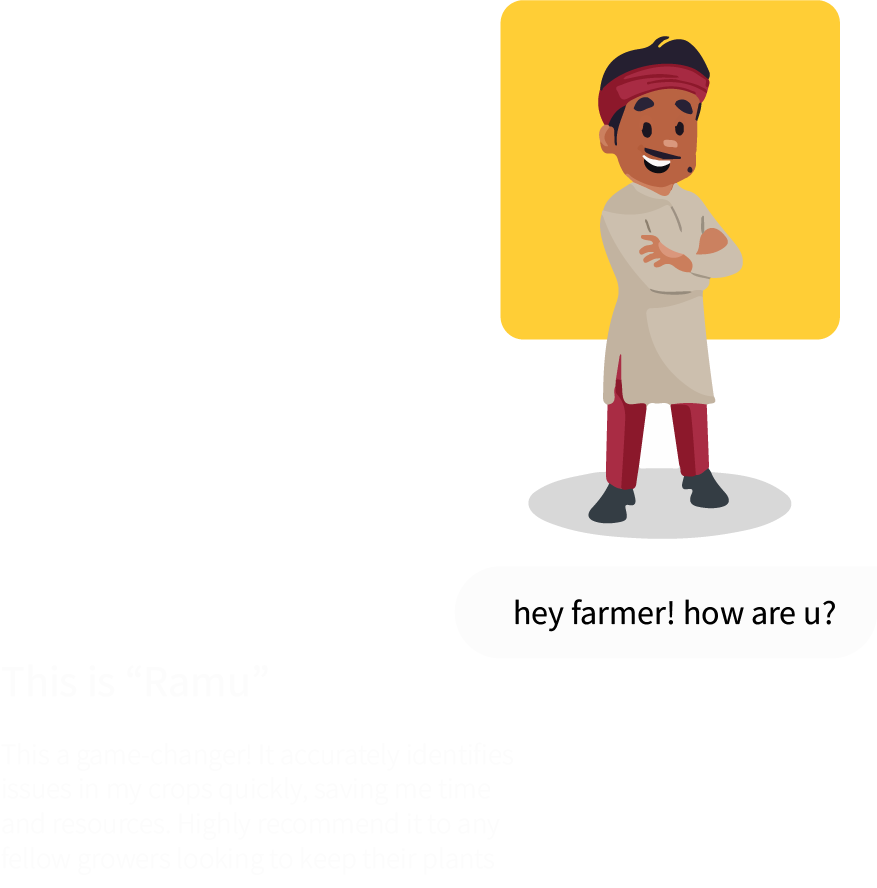 hey farmer! how are u?
This is “Ramu”
This a game-changer! It accurately identifies
issues in my crops quickly, saving me time
and resources. Highly recommend it to any
fellow growers looking to keep their plants